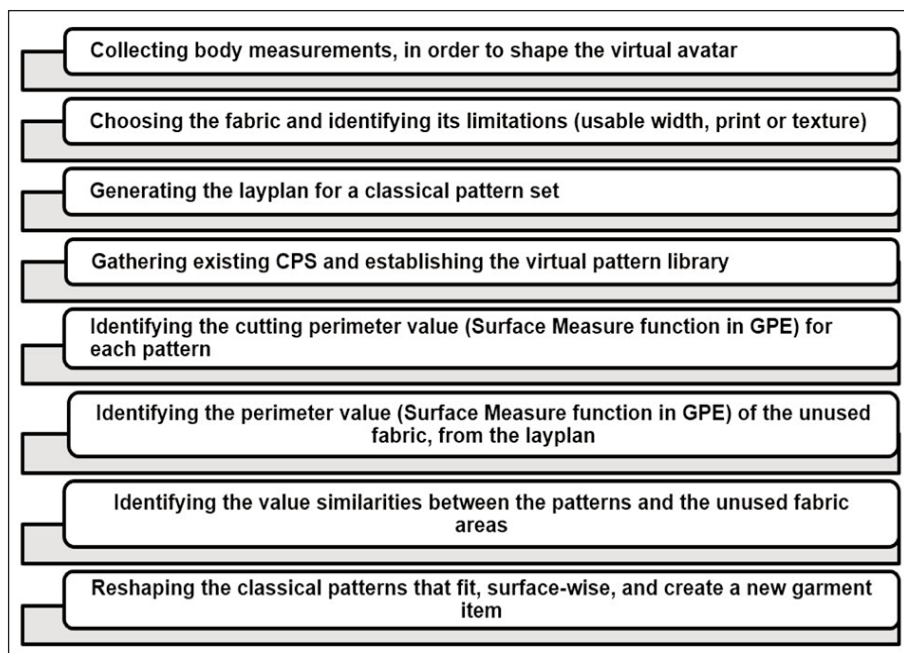 Collecting body measurements, in order to shape the virtual avatar
Choosing the fabric and identifying its limitations (usable width, print or texture)
Generating the layplan for a classical pattern set
Gathering existing CPS and establishing the virtual pattern library
Identifying the cutting perimeter value (Surface Measure function in GPE) for
each pattern
Identifying the perimeter value (Surface Measure function in GPE) of the unused
fabric, from the layplan
Identifying the value similarities between the patterns and the unused fabric
areas
Reshaping the classical patterns that fit, surface-wise, and create a new garment
item